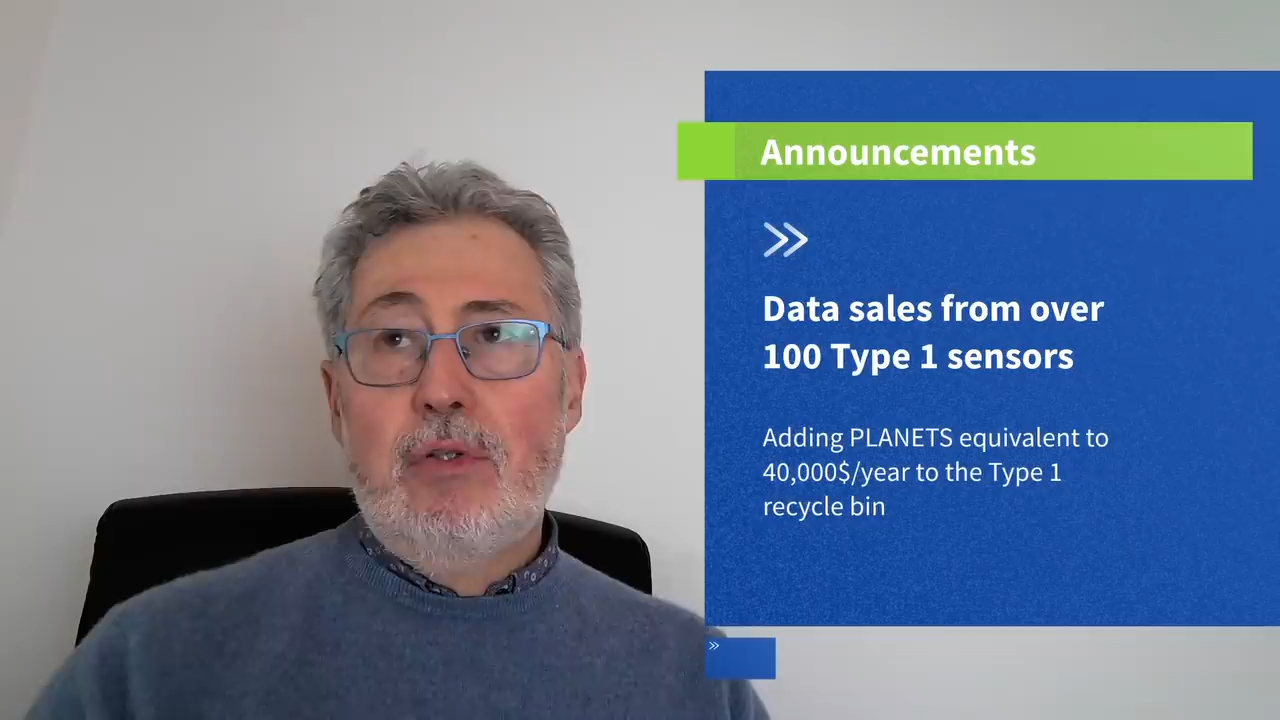 Announcements
Data sales from over
100 Type 1 sensors
Adding PLANETS equivalent to
40,000$/year to the Type 1
recycle bin